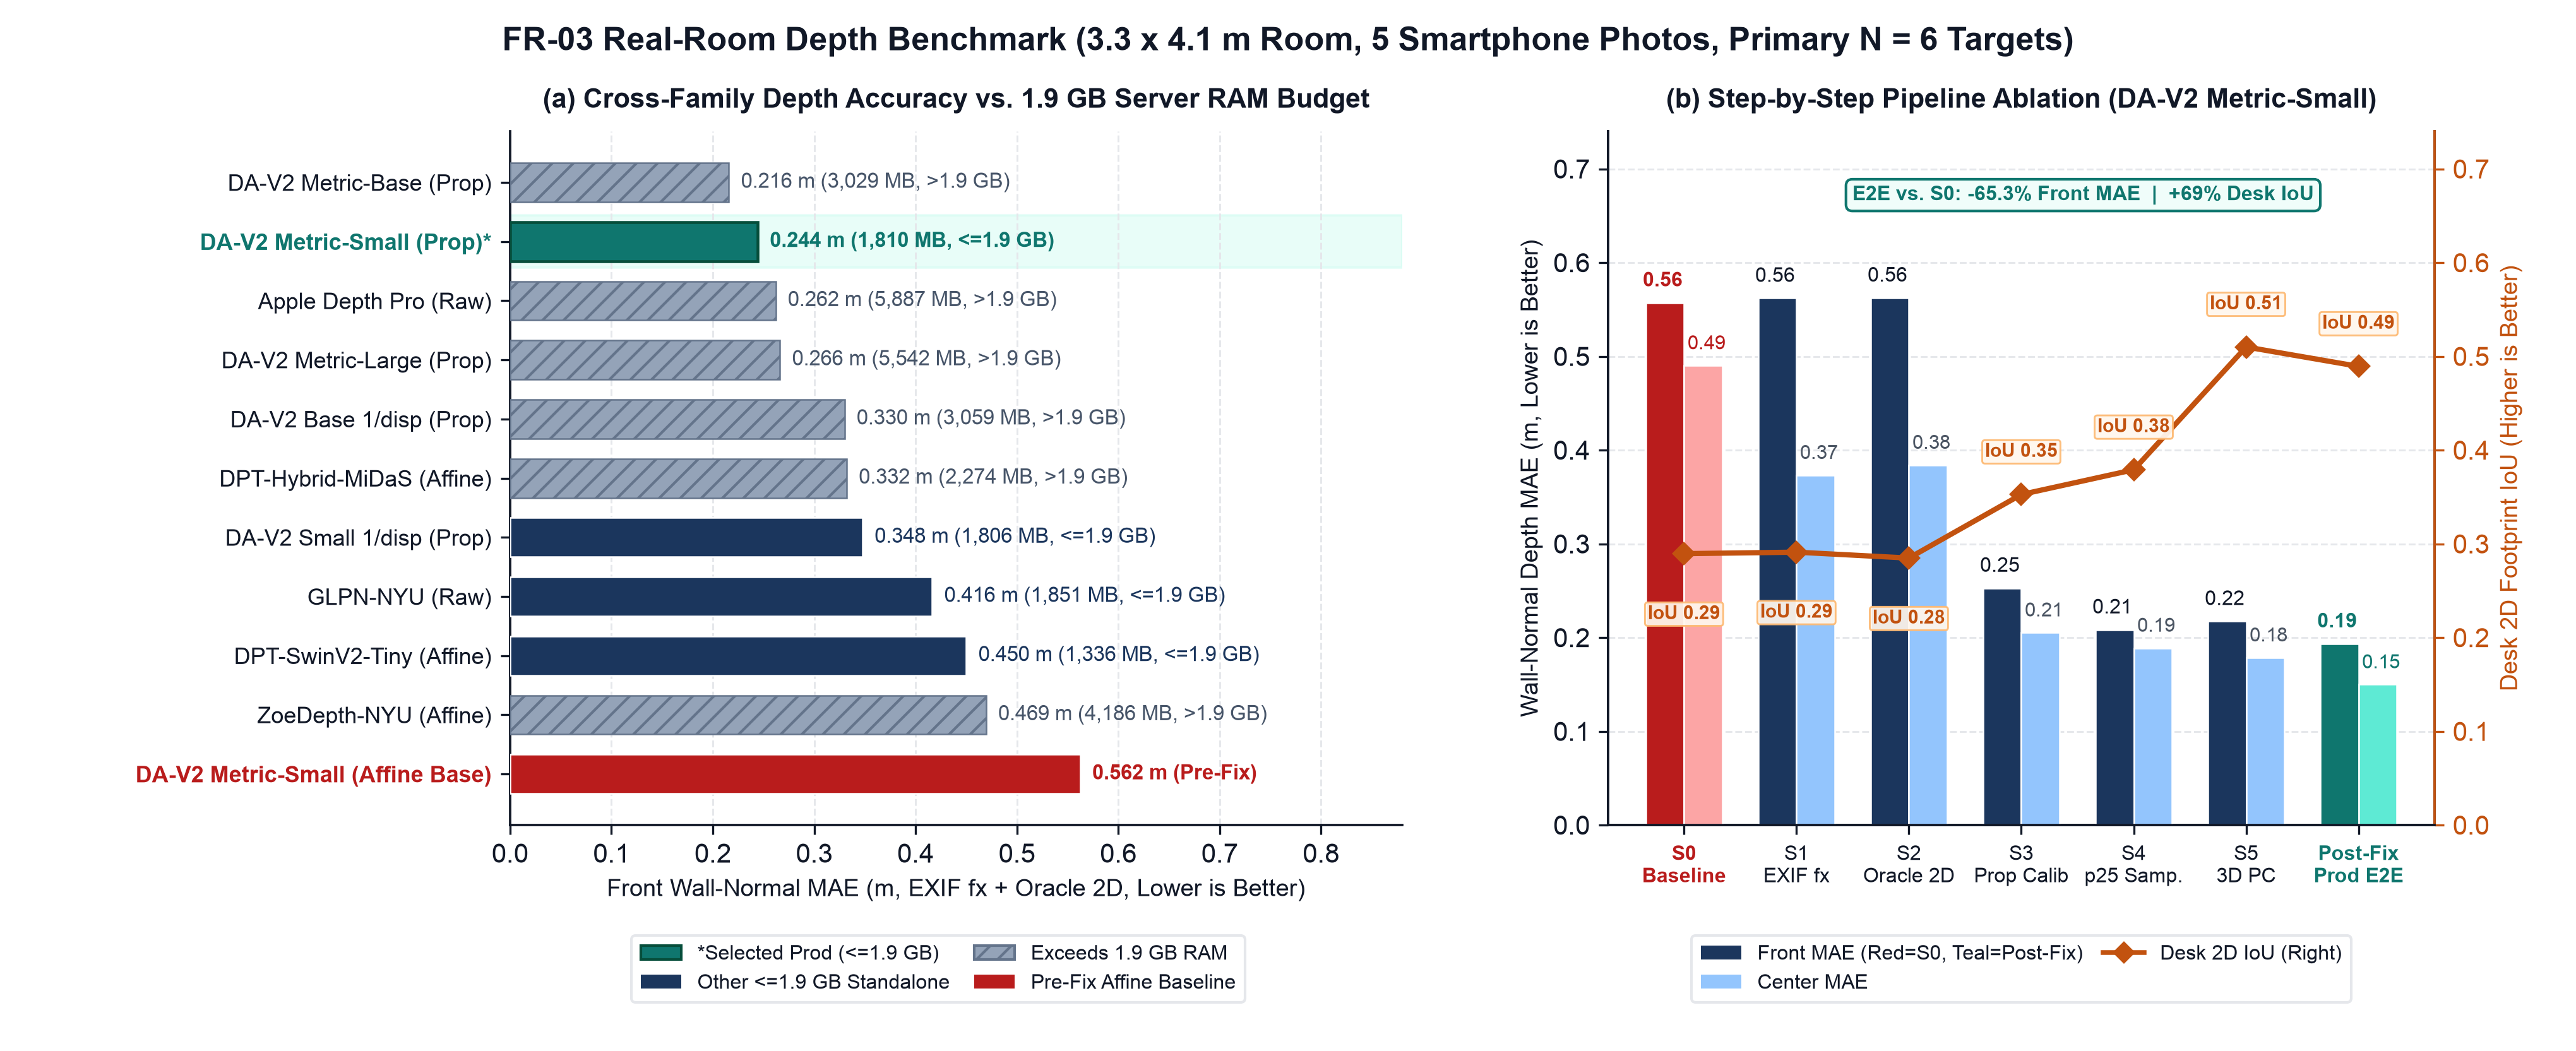 FR-03 Real-Room Depth Benchmark (3.3 x 4.1 m Room, 5 Smartphone Photos, Primary N = 6 Targets)
(a) Cross-Family Depth Accuracy vs. 1.9 GB Server RAM Budget
DA-V2 Metric-Base (Prop)
0.216 m (3,029 MB, >1.9 GB)
DA-V2 Metric-Small (Prop)*
0.244 m (1,810 MB, <=1.9 GB)
Apple Depth Pro (Raw)
0.262 m (5,887 MB, >1.9 GB)
DA-V2 Metric-Large (Prop)
0.266 m (5,542 MB, >1.9 GB)
DA-V2 Base 1/disp (Prop)
0.330 m (3,059 MB, >1.9 GB)
DPT-Hybrid-MiDaS (Affine)
0.332 m (2,274 MB, >1.9 GB)
DA-V2 Small 1/disp (Prop)
0.348 m (1,806 MB, <=1.9 GB)
GLPN-NYU (Raw)
0.416 m (1,851 MB, <=1.9 GB)
DPT-SwinV2-Tiny (Affine)
0.450 m (1,336 MB, <=1.9 GB)
ZoeDepth-NYU (Affine)
0.469 m (4,186 MB, >1.9 GB)
DA-V2 Metric-Small (Affine Base)
0.562 m (Pre-Fix)
0.0 0.1 0.2 0.3 0.4 0.5 0.6 0.7 0.8
Front Wall-Normal MAE (m, EXIF fx + Oracle 2D, Lower is Better)
*Selected Prod (<=1.9 GB)
Other <=1.9 GB Standalone
Exceeds 1.9 GB RAM
Pre-Fix Affine Baseline
(b) Step-by-Step Pipeline Ablation (DA-V2 Metric-Small)
Wall-Normal Depth MAE (m, Lower is Better)
0.7
0.6
0.5
0.4
0.3
0.2
0.1
0.0
E2E vs. S0: -65.3% Front MAE | +69% Desk IoU
0.56
0.49
IoU 0.29
0.56
0.37
IoU 0.29
0.56
0.38
IoU 0.28
IoU 0.35
0.25
0.21
IoU 0.38
0.21
0.19
IoU 0.51
0.22
0.18
IoU 0.49
0.19
0.15
0.7
0.6
0.5
0.4
0.3
0.2
0.1
0.0
Desk 2D Footprint IoU (Higher is Better)
S0
Baseline
S1
EXIF fx
S2
Oracle 2D
S3
Prop Calib
S4
p25 Samp.
S5
3D PC
Post-Fix
Prod E2E
Front MAE (Red=S0, Teal=Post-Fix)
Center MAE
Desk 2D IoU (Right)